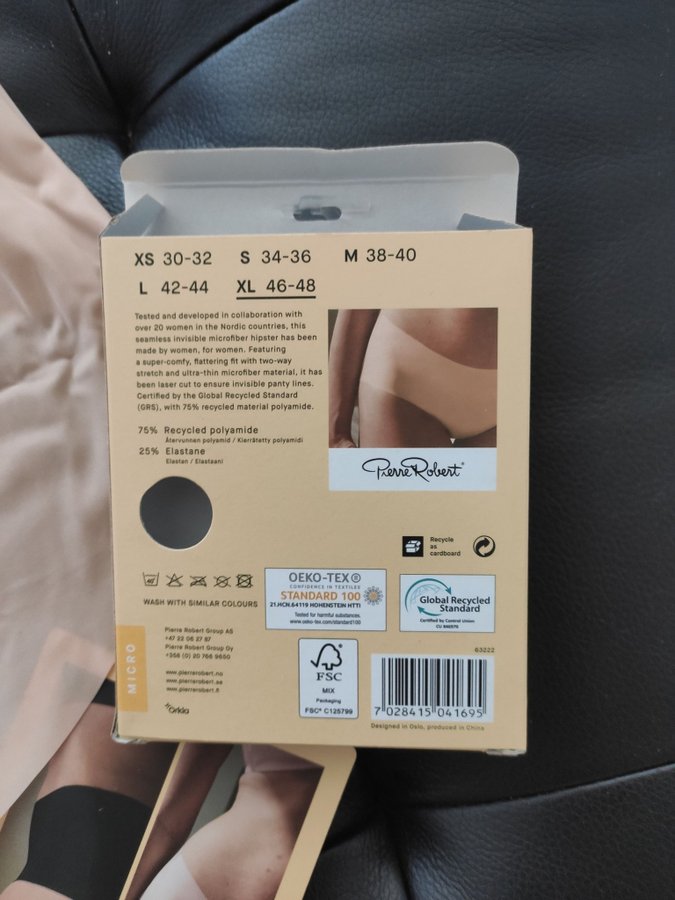 XS 30-32 S 34-36 M 38-40
L 42-44 XL 46-48
Tested and developed in collaboration with
over 20 women in the Nordic countries, this
seamless invisible microfiber hipster has been
made by women, for women. Featuring
a super-comfy, flattering fit with two-way
stretch and ultra-thin microfiber material, it has
been laser cut to ensure invisible panty lines.
Certified by the Global Recycled Standard
(GRS), with 75% recycled material polyamide.
75% Recycled polyamide
Återvunnen polyamid / Kierrätetty polyamidi
25% Elastane
Elastan / Elastaani
Pierre Robert®
Recycle
as
cardboard
40°
WASH WITH SIMILAR COLOURS
OEKO-TEX®
CONFIDENCE IN TEXTILES
STANDARD 100
21.HCN.64119 HOHENSTEIN HTTI
Tested for harmful substances.
www.oeko-tex.com/standard100
Global Recycled
Standard
Certified by Control Union
MICRO
Pierre Robert Group AS
+47 22 06 27 87
Pierre Robert Group Oy
+358 (0) 20 766 9650
www.pierrerobert.no
www.pierrerobert.se
www.pierrerobert.fi
Orkla
FSC
MIX
Packaging
FSC® C125799
63222
7 028415 041695
Designed in Oslo, produced in China